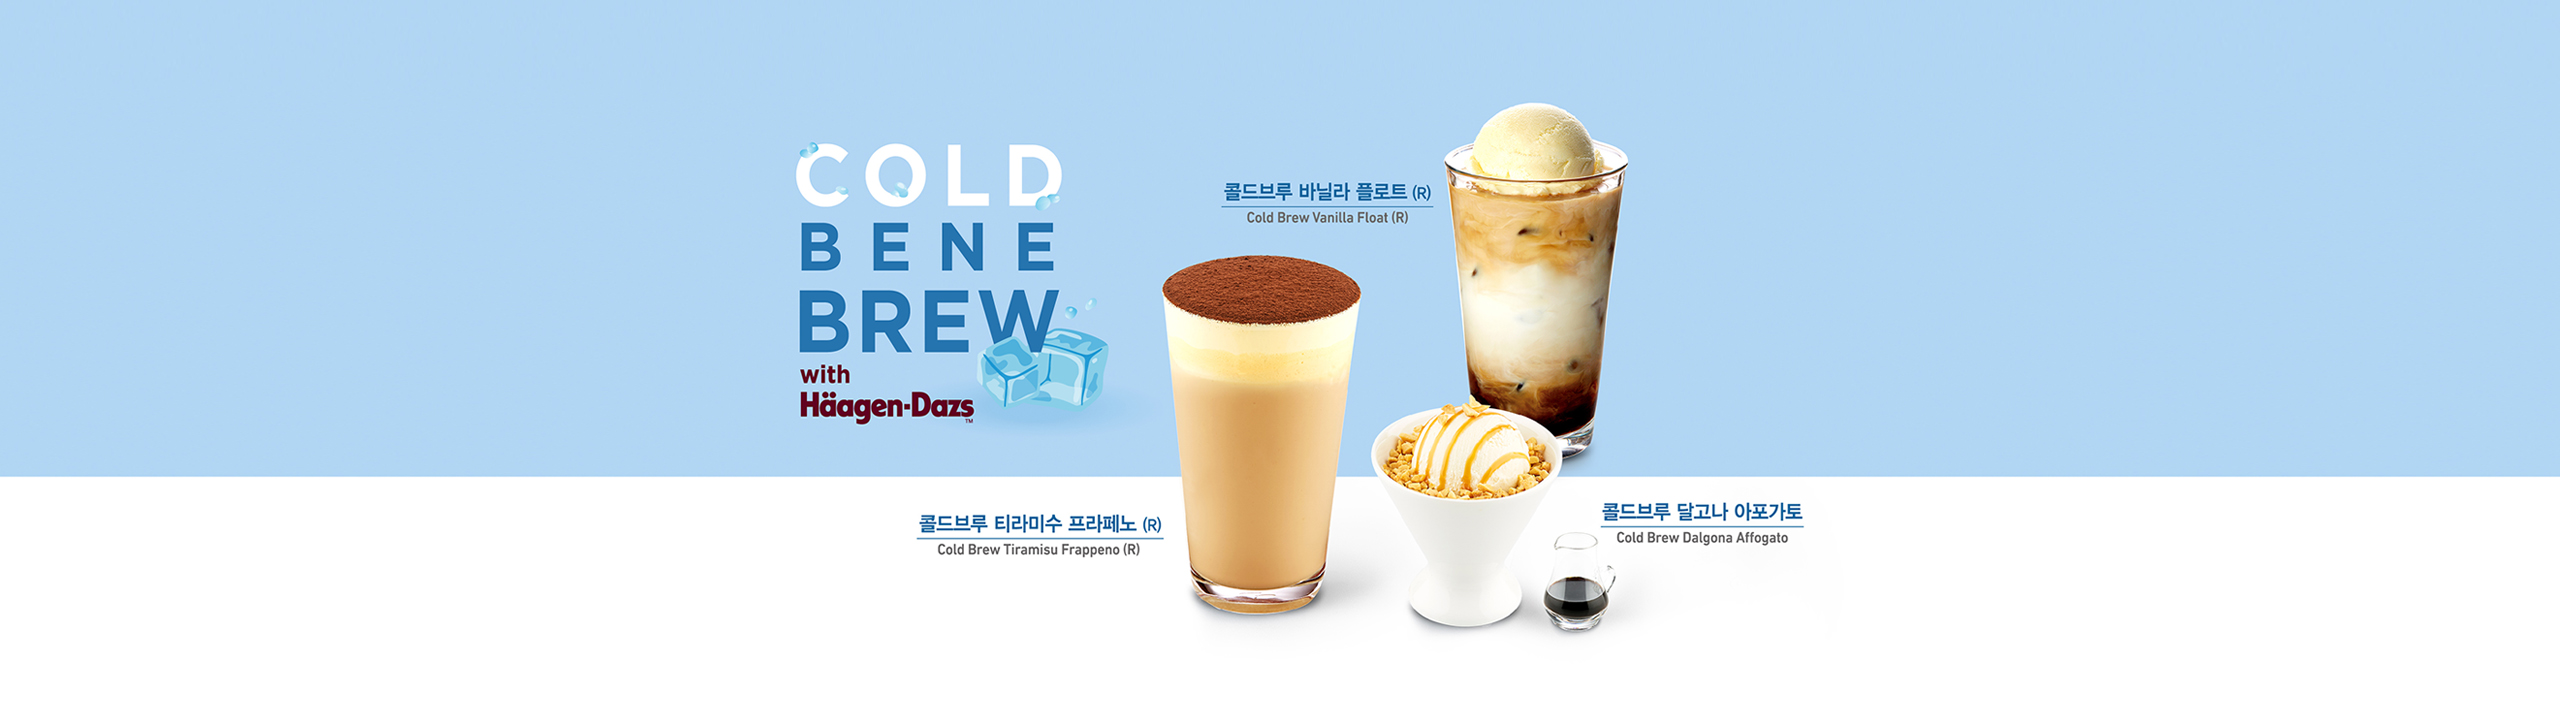 COLD
BENE
BREW
with
Häagen-Dazs™
콜드브루 바닐라 플로트 (R)
Cold Brew Vanilla Float (R)
콜드브루 티라미수 프라페노 (R)
Cold Brew Tiramisu Frappeno (R)
콜드브루 달고나 아포가토
Cold Brew Dalgona Affogato